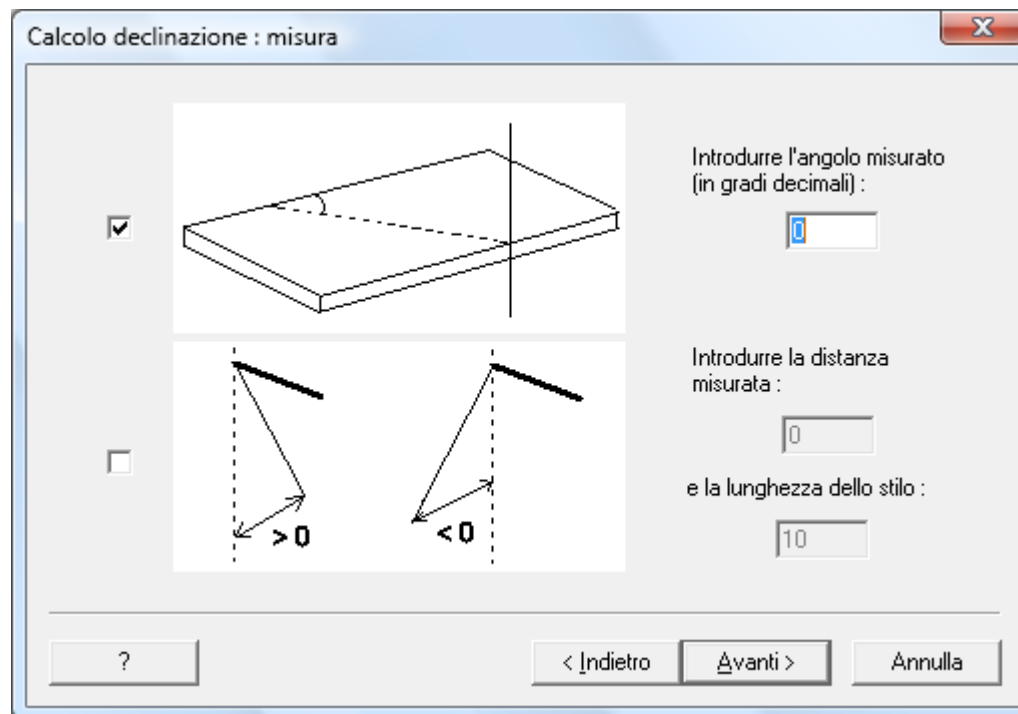 Calcolo declinazione : misura
Introdurre l'angolo misurato
(in gradi decimali) :
0
Introdurre la distanza
misurata :
0
e la lunghezza dello stilo :
10
> 0
< 0
?
< Indietro
Avanti >
Annulla